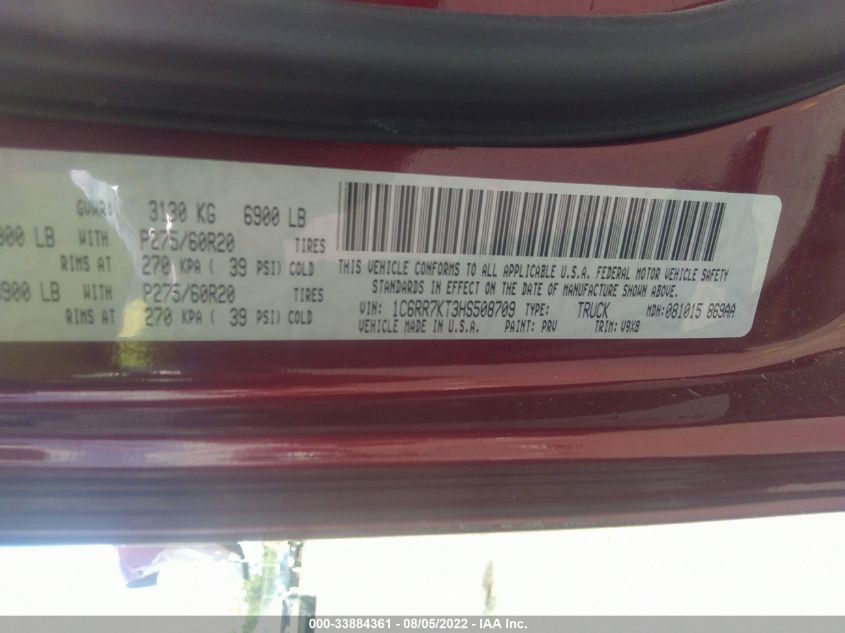 GVWR: 3130 KG 6900 LB
900 LB WITH P275/60R20 TIRES
RIMS AT 270 KPA ( 39 PSI) COLD
900 LB WITH P275/60R20 TIRES
RIMS AT 270 KPA ( 39 PSI) COLD
THIS VEHICLE CONFORMS TO ALL APPLICABLE U.S.A. FEDERAL MOTOR VEHICLE SAFETY
STANDARDS IN EFFECT ON THE DATE OF MANUFACTURE SHOWN ABOVE.
VIN: 1C6RR7KT3HS508709 TYPE: TRUCK MDH:081015 869AA
VEHICLE MADE IN U.S.A. PAINT: PRV TRIM: V9X8
000-33884361 - 08/05/2022 - IAA Inc.